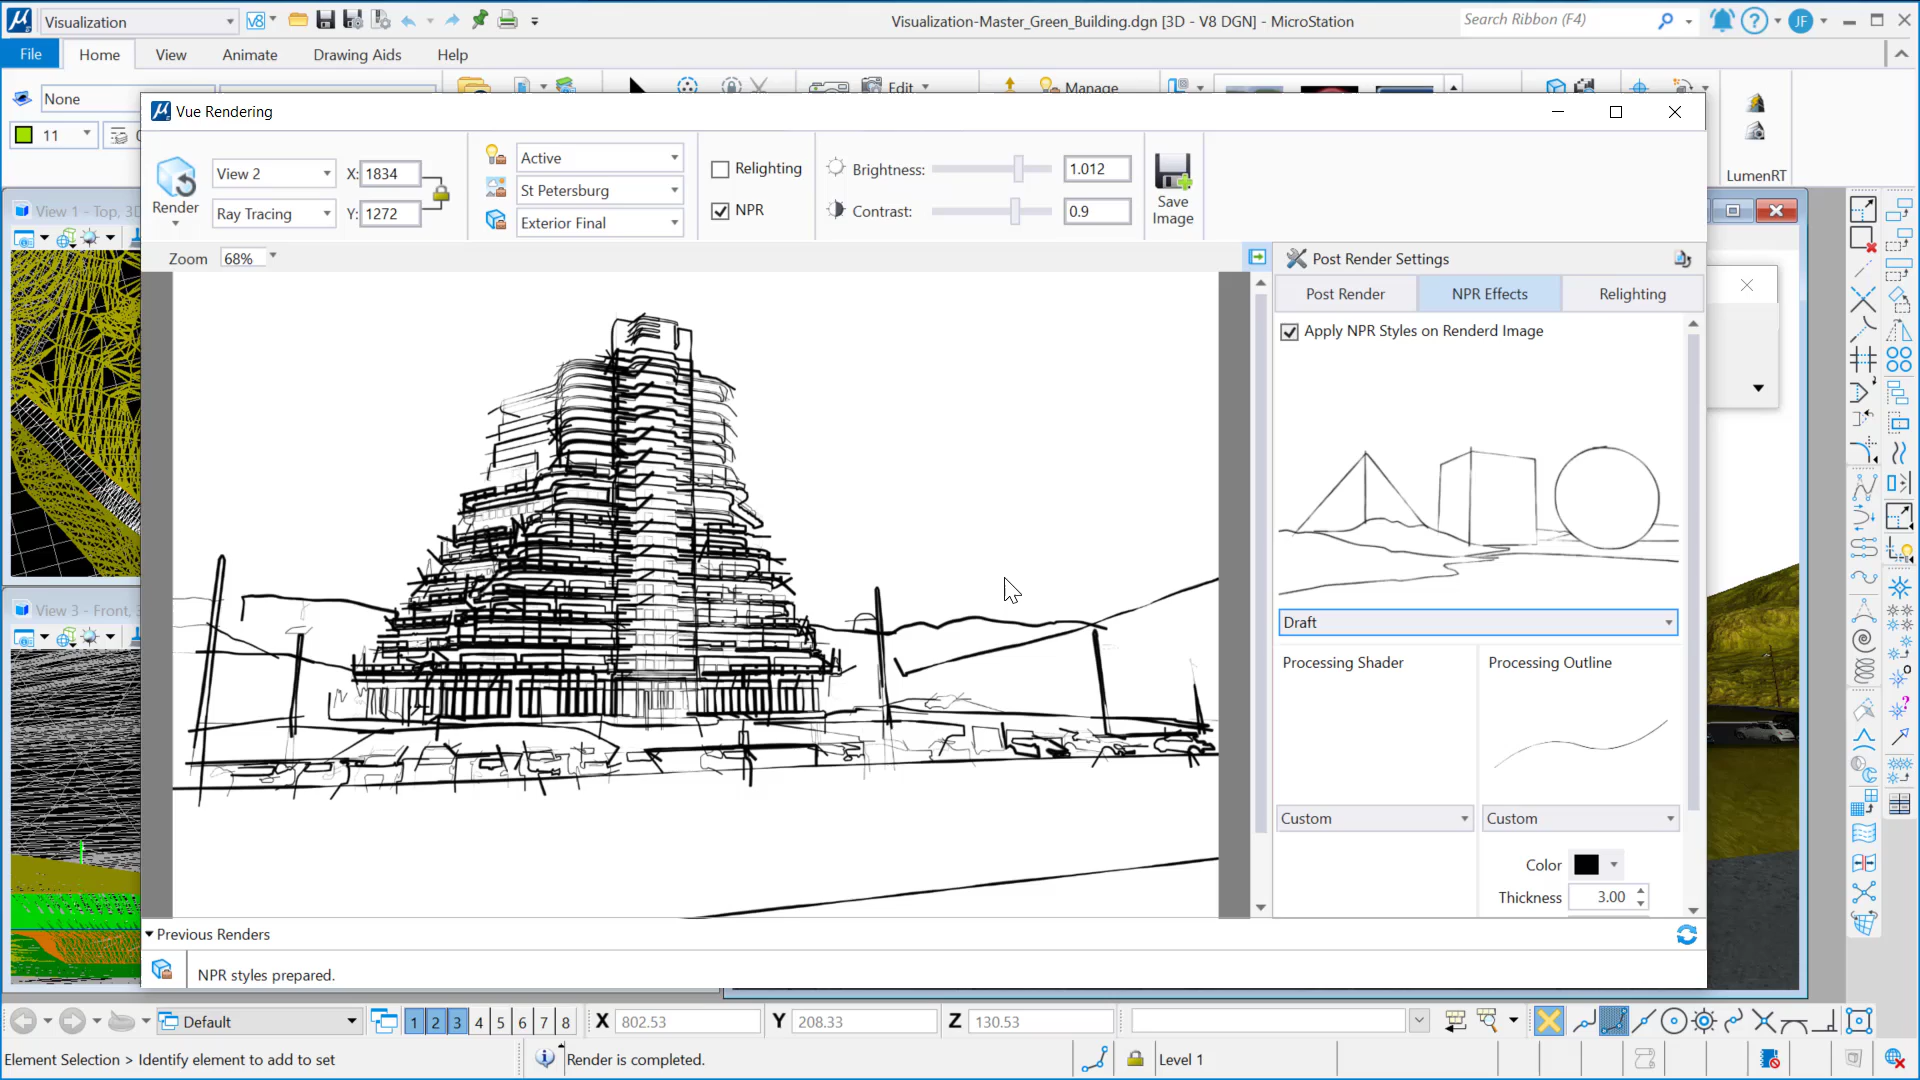 Visualization
V8
Visualization-Master_Green_Building.dgn [3D - V8 DGN] - MicroStation
Search Ribbon (F4)
JF
File
Home
View
Animate
Drawing Aids
Help
None
Edit
Manage
11
0
LumenRT
Vue Rendering
Render
View 2
Ray Tracing
X: 1834
Y: 1272
Active
St Petersburg
Exterior Final
Relighting
NPR
Brightness:
1.012
Contrast:
0.9
Save
Image
Zoom 68%
Post Render Settings
Post Render
NPR Effects
Relighting
Apply NPR Styles on Renderd Image
Draft
Processing Shader
Processing Outline
Custom
Custom
Color
Thickness 3.00
View 1 - Top, 3D
View 3 - Front, 3
Previous Renders
NPR styles prepared.
Default
1 2 3 4 5 6 7 8
X 802.53
Y 208.33
Z 130.53
Element Selection > Identify element to add to set
Render is completed.
Level 1